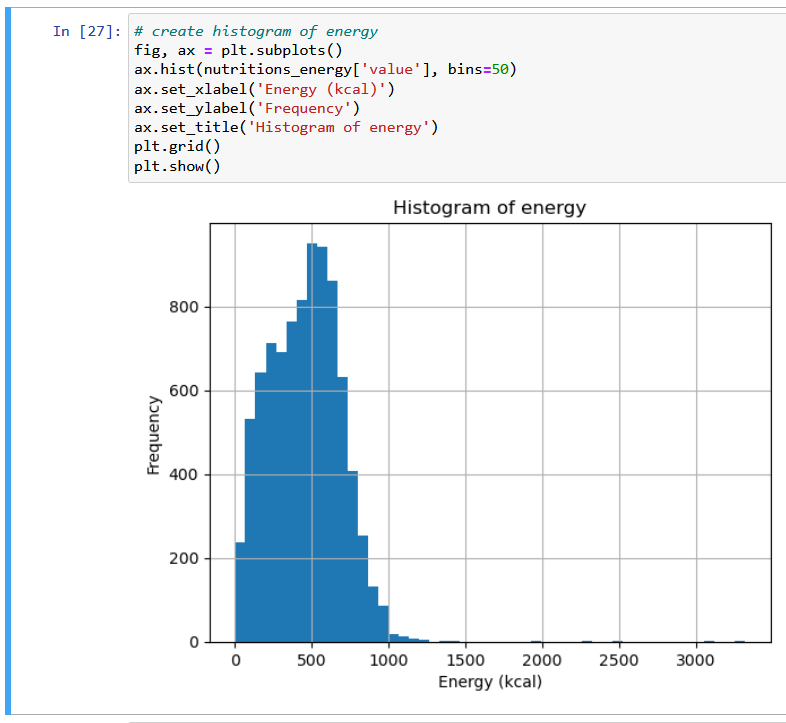 In [27]: # create histogram of energy
fig, ax = plt.subplots()
ax.hist(nutritions_energy['value'], bins=50)
ax.set_xlabel('Energy (kcal)')
ax.set_ylabel('Frequency')
ax.set_title('Histogram of energy')
plt.grid()
plt.show()
Histogram of energy
800
600
400
200
0
Frequency
0 500 1000 1500 2000 2500 3000
Energy (kcal)